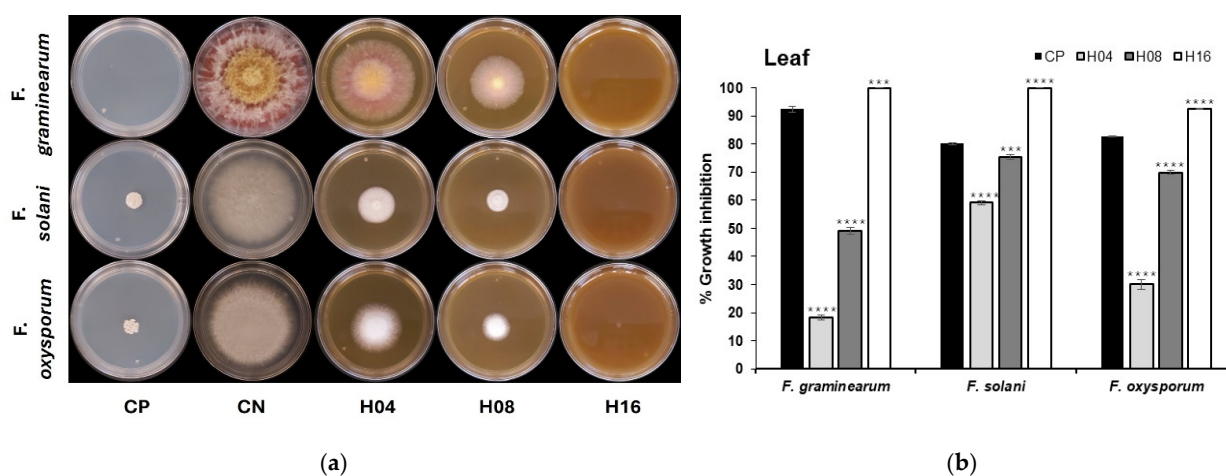 F.
graminearum
F.
solani
F.
oxysporum
CP CN H04 H08 H16
(a)
Leaf
CP H04 H08 H16
% Growth inhibition
100
90
80
70
60
50
40
30
20
10
0
**** **** ***
**** *** ****
**** **** ****
F. graminearum F. solani F. oxysporum
(b)